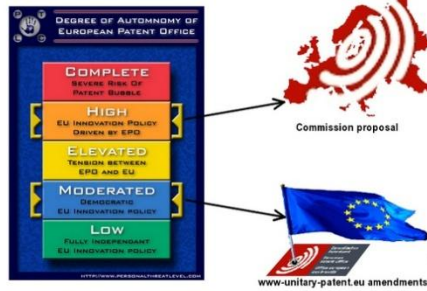 DEGREE OF AUTOMNOMY OF
EUROPEAN PATENT OFFICE
COMPLETE
SEVERE RISK OF
PATENT BUBBLE
HIGH
EU INNOVATION POLICY
DRIVEN BY EPO
ELEVATED
TENSION BETWEEN
EPO AND EU
MODERATED
DEMOCRATIC
EU INNOVATION POLICY
LOW
FULLY INDEPENDANT
EU INNOVATION POLICY
HTTP://WWW.PERSONALTHREATLEVEL.COM
Commission proposal
www-unitary-patent.eu amendments